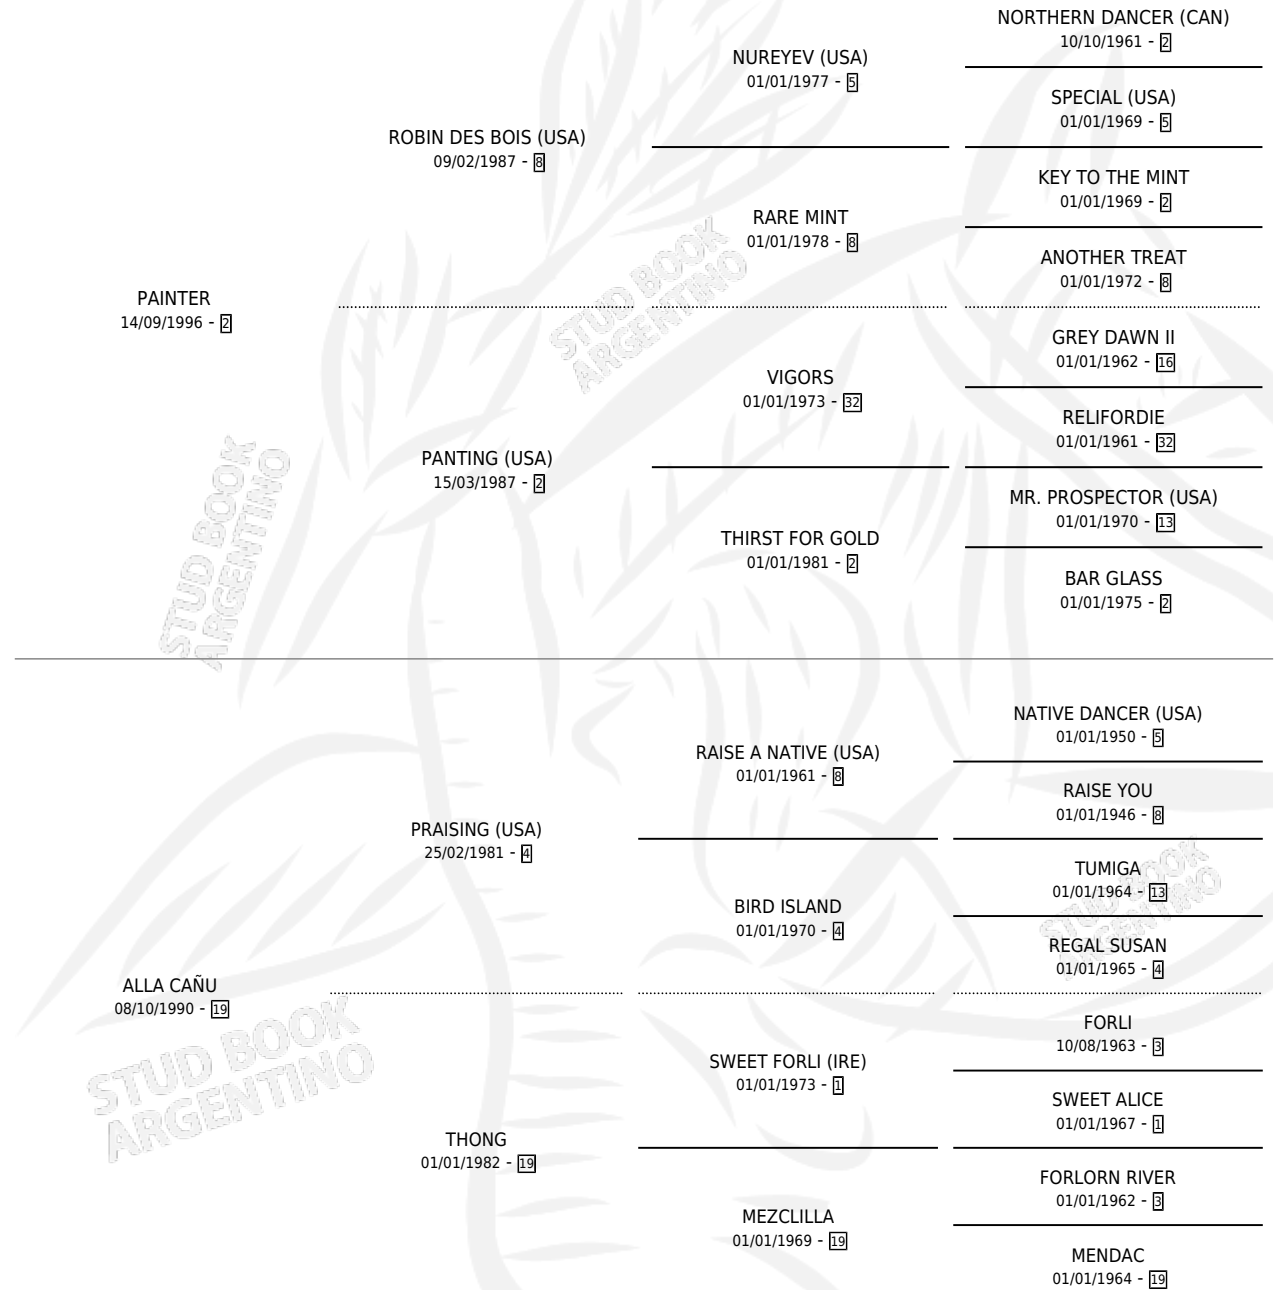 NORTHERN DANCER (CAN)
10/10/1961 - 2
NUREYEV (USA)
01/01/1977 - 5
SPECIAL (USA)
01/01/1969 - 5
ROBIN DES BOIS (USA)
09/02/1987 - 8
KEY TO THE MINT
01/01/1969 - 2
RARE MINT
01/01/1978 - 8
ANOTHER TREAT
01/01/1972 - 8
PAINTER
14/09/1996 - 2
GREY DAWN II
01/01/1962 - 16
VIGORS
01/01/1973 - 32
RELIFORDIE
01/01/1961 - 32
PANTING (USA)
15/03/1987 - 2
MR. PROSPECTOR (USA)
01/01/1970 - 13
THIRST FOR GOLD
01/01/1981 - 2
BAR GLASS
01/01/1975 - 2
NATIVE DANCER (USA)
01/01/1950 - 5
RAISE A NATIVE (USA)
01/01/1961 - 8
RAISE YOU
01/01/1946 - 8
PRAISING (USA)
25/02/1981 - 4
TUMIGA
01/01/1964 - 13
BIRD ISLAND
01/01/1970 - 4
REGAL SUSAN
01/01/1965 - 4
ALLA CAÑU
08/10/1990 - 19
FORLI
10/08/1963 - 3
SWEET FORLI (IRE)
01/01/1973 - 1
SWEET ALICE
01/01/1967 - 1
THONG
01/01/1982 - 19
FORLORN RIVER
01/01/1962 - 3
MEZCLILLA
01/01/1969 - 19
MENDAC
01/01/1964 - 19
STUD BOOK
ARGENTINO
STUD BOOK
ARGENTINO
STUD BOOK
ARGENTINO
STUD BOOK
ARGENTINO